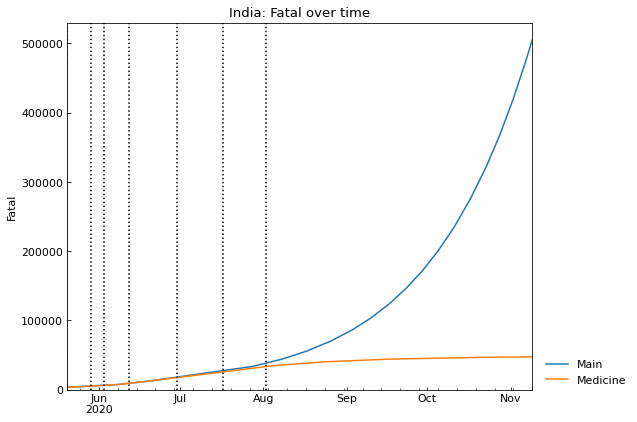 India: Fatal over time
500000
400000
300000
200000
100000
0
Fatal
Jun Jul Aug Sep Oct Nov
2020
Main
Medicine